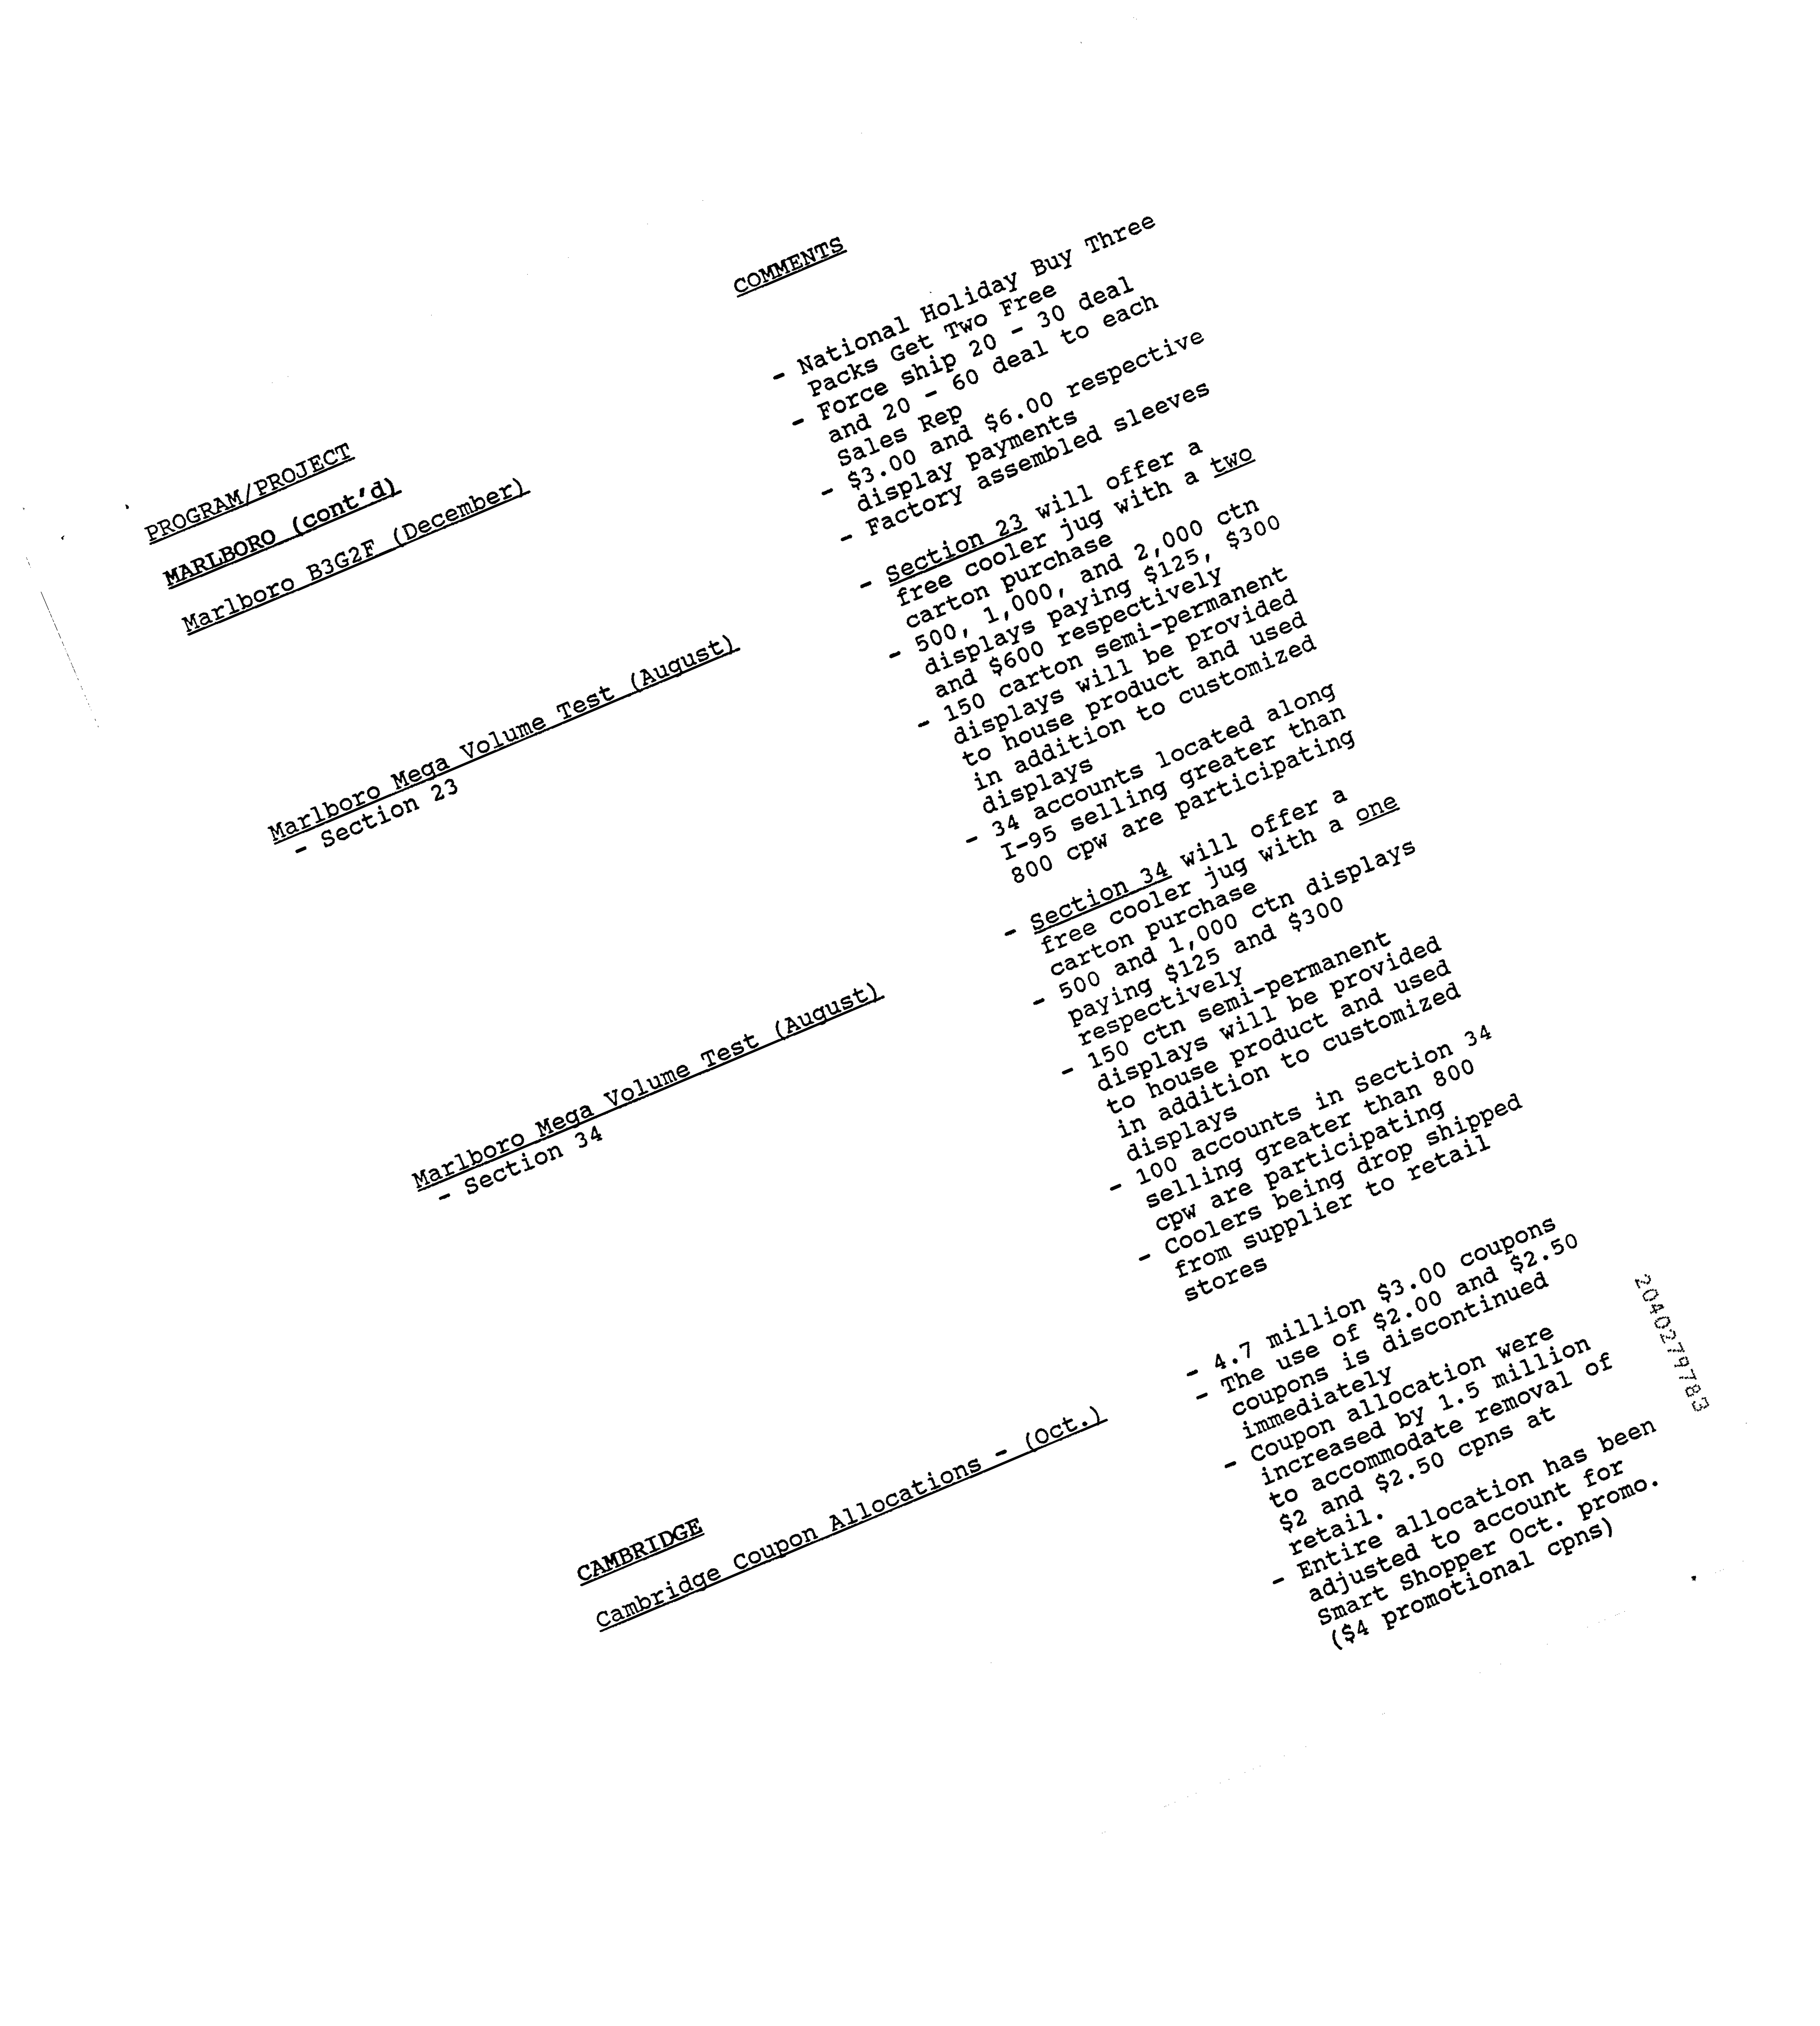 PROGRAM/PROJECT
COMMENTS
MARLBORO (cont'd)
Marlboro B3G2F (December)
- National Holiday Buy Three
Packs Get Two Free
- Force ship 20 - 30 deal
and 20 - 60 deal to each
Sales Rep
- $3.00 and $6.00 respective
display payments
- Factory assembled sleeves
Marlboro Mega Volume Test (August)
- Section 23
- Section 23 will offer a
free cooler jug with a two
carton purchase
- 500, 1,000, and 2,000 ctn
displays paying $125, $300
and $600 respectively
- 150 carton semi-permanent
displays will be provided
to house product and used
in addition to customized
displays
- 34 accounts located along
I-95 selling greater than
800 cpw are participating
Marlboro Mega Volume Test (August)
- Section 34
- Section 34 will offer a
free cooler jug with a one
carton purchase
- 500 and 1,000 ctn displays
paying $125 and $300
respectively
- 150 ctn semi-permanent
displays will be provided
to house product and used
in addition to customized
displays
- 100 accounts in Section 34
selling greater than 800
cpw are participating
- Coolers being drop shipped
from supplier to retail
stores
CAMBRIDGE
Cambridge Coupon Allocations - (Oct.)
- 4.7 million $3.00 coupons
- The use of $2.00 and $2.50
coupons is discontinued
immediately
- Coupon allocation were
increased by 1.5 million
to accommodate removal of
$2 and $2.50 cpns at
retail.
- Entire allocation has been
adjusted to account for
Smart Shopper Oct. promo.
($4 promotional cpns)
2040279783